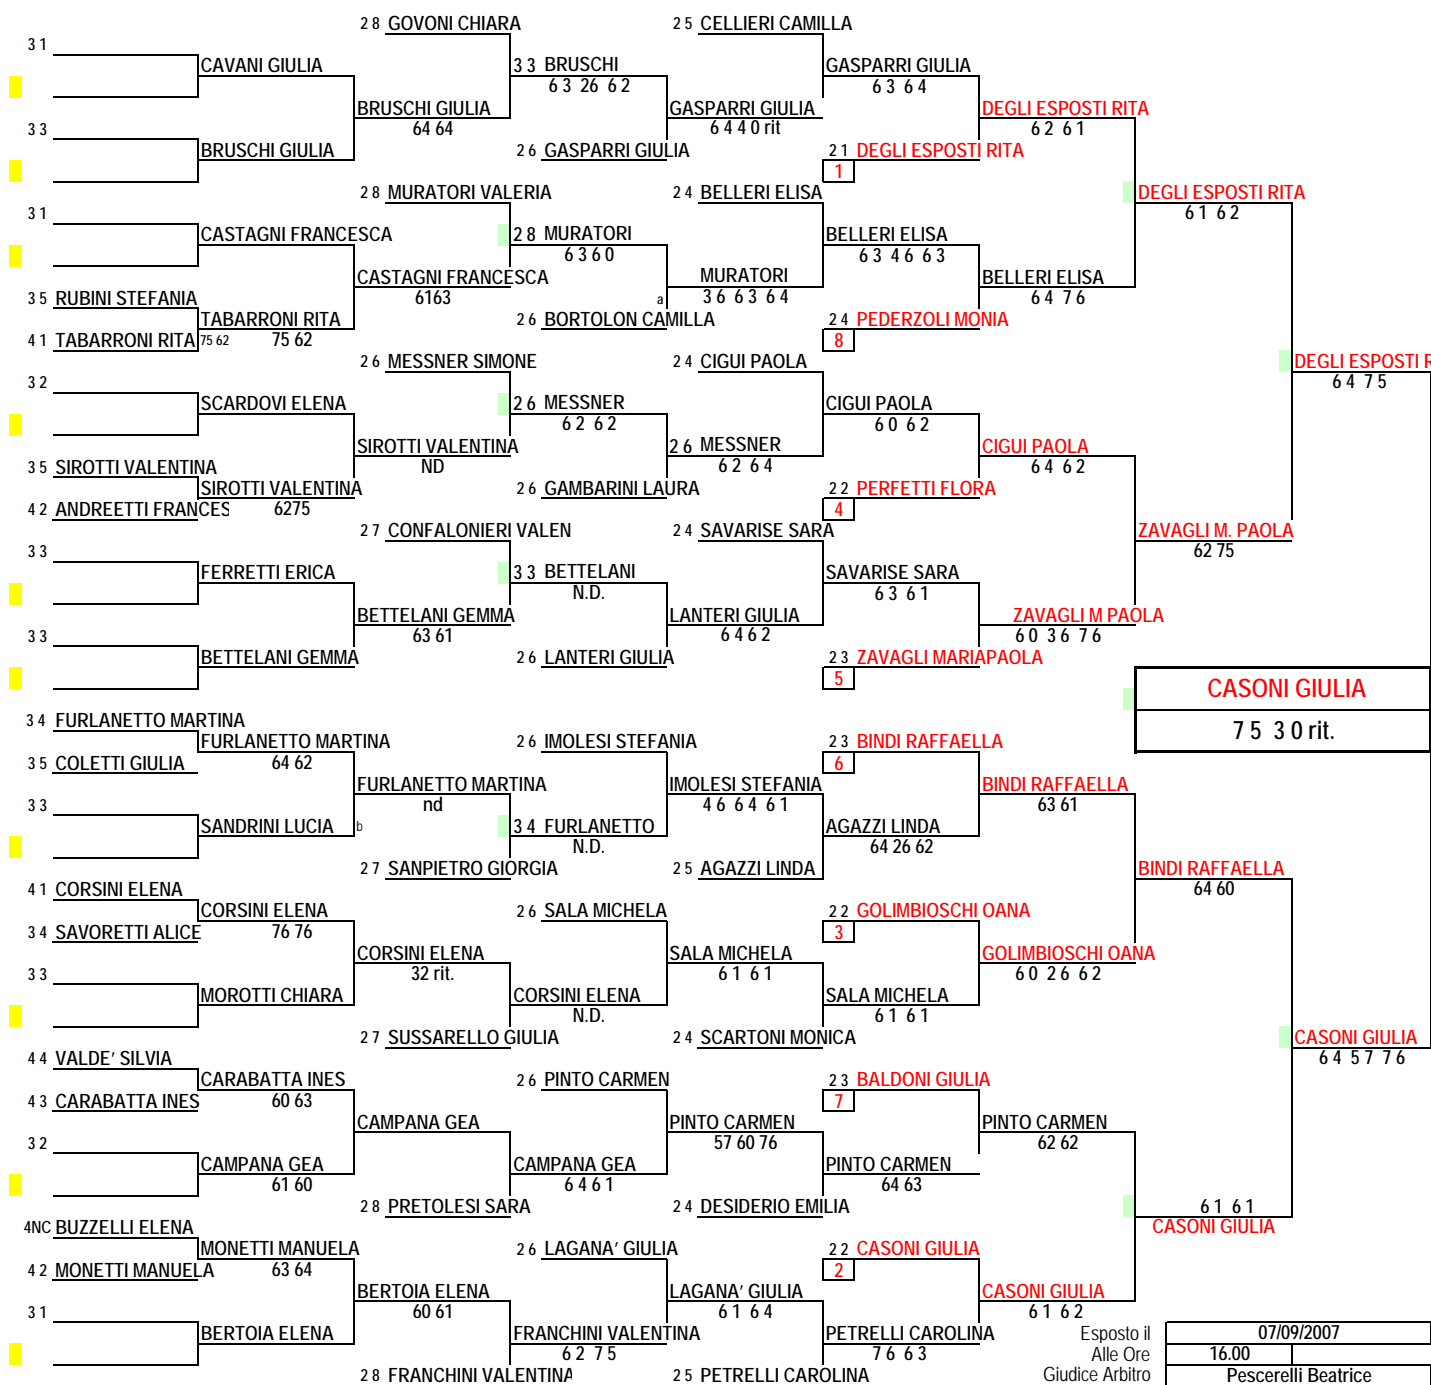 2 8 GOVONI CHIARA 2 5 CELLIERI CAMILLA
3 1
CAVANI GIULIA 3 3 BRUSCHI GASPARRI GIULIA
6 3 26 6 2 6 3 6 4
BRUSCHI GIULIA GASPARRI GIULIA DEGLI ESPOSTI RITA
64 64 6 4 4 0 rit 6 2 6 1
3 3
BRUSCHI GIULIA 2 6 GASPARRI GIULIA 2 1 DEGLI ESPOSTI RITA
1
2 8 MURATORI VALERIA 2 4 BELLERI ELISA DEGLI ESPOSTI RITA
3 1 6 1 6 2
CASTAGNI FRANCESCA 2 8 MURATORI BELLERI ELISA
6 3 6 0 6 3 4 6 6 3
CASTAGNI FRANCESCA MURATORI BELLERI ELISA
6163 a 3 6 6 3 6 4 6 4 7 6
3 5 RUBINI STEFANIA
TABARRONI RITA 2 6 BORTOLON CAMILLA 2 4 PEDERZOLI MONIA
4 1 TABARRONI RITA 75 62 75 62 8
2 6 MESSNER SIMONE 2 4 CIGUI PAOLA DEGLI ESPOSTI R
3 2 6 4 7 5
SCARDOVI ELENA 2 6 MESSNER CIGUI PAOLA
6 2 6 2 6 0 6 2
SIROTTI VALENTINA 2 6 MESSNER CIGUI PAOLA
ND 6 2 6 4 6 4 6 2
3 5 SIROTTI VALENTINA
SIROTTI VALENTINA 2 6 GAMBARINI LAURA 2 2 PERFETTI FLORA
4 2 ANDREETTI FRANCES 6275 4
2 7 CONFALONIERI VALEN 2 4 SAVARISE SARA ZAVAGLI M. PAOLA
3 3 62 75
FERRETTI ERICA 3 3 BETTELANI SAVARISE SARA
N.D. 6 3 6 1
BETTELANI GEMMA LANTERI GIULIA ZAVAGLI M PAOLA
63 61 6 4 6 2 6 0 3 6 7 6
3 3
BETTELANI GEMMA 2 6 LANTERI GIULIA 2 3 ZAVAGLI MARIAPAOLA
5
CASONI GIULIA
7 5 3 0 rit.
3 4 FURLANETTO MARTINA
FURLANETTO MARTINA 2 6 IMOLESI STEFANIA 2 3 BINDI RAFFAELLA
3 5 COLETTI GIULIA 64 62 6
FURLANETTO MARTINA IMOLESI STEFANIA BINDI RAFFAELLA
3 3 nd 4 6 6 4 6 1 63 61
SANDRINI LUCIA b 3 4 FURLANETTO AGAZZI LINDA
N.D. 64 26 62
2 7 SANPIETRO GIORGIA 2 5 AGAZZI LINDA BINDI RAFFAELLA
4 1 CORSINI ELENA 64 60
CORSINI ELENA 2 6 SALA MICHELA 2 2 GOLIMBIOSCHI OANA
3 4 SAVORETTI ALICE 76 76 3
CORSINI ELENA SALA MICHELA GOLIMBIOSCHI OANA
3 3 32 rit. 6 1 6 1 6 0 2 6 6 2
MOROTTI CHIARA CORSINI ELENA SALA MICHELA
N.D. 6 1 6 1
2 7 SUSSARELLO GIULIA 2 4 SCARTONI MONICA CASONI GIULIA
4 4 VALDE' SILVIA 6 4 5 7 7 6
CARABATTA INES 2 6 PINTO CARMEN 2 3 BALDONI GIULIA
4 3 CARABATTA INES 60 63 7
CAMPANA GEA PINTO CARMEN PINTO CARMEN
3 2 57 60 76 62 62
CAMPANA GEA CAMPANA GEA PINTO CARMEN
61 60 6 4 6 1 64 63
2 8 PRETOLESI SARA 2 4 DESIDERIO EMILIA 6 1 6 1
4NC BUZZELLI ELENA CASONI GIULIA
MONETTI MANUELA 2 6 LAGANA' GIULIA 2 2 CASONI GIULIA
4 2 MONETTI MANUELA 63 64 2
BERTOIA ELENA LAGANA' GIULIA CASONI GIULIA
3 1 60 61 6 1 6 4 6 1 6 2
BERTOIA ELENA FRANCHINI VALENTINA PETRELLI CAROLINA Esposto il 07/09/2007
6 2 7 5 7 6 6 3 Alle Ore 16.00
2 8 FRANCHINI VALENTINA 2 5 PETRELLI CAROLINA Giudice Arbitro Pescerelli Beatrice